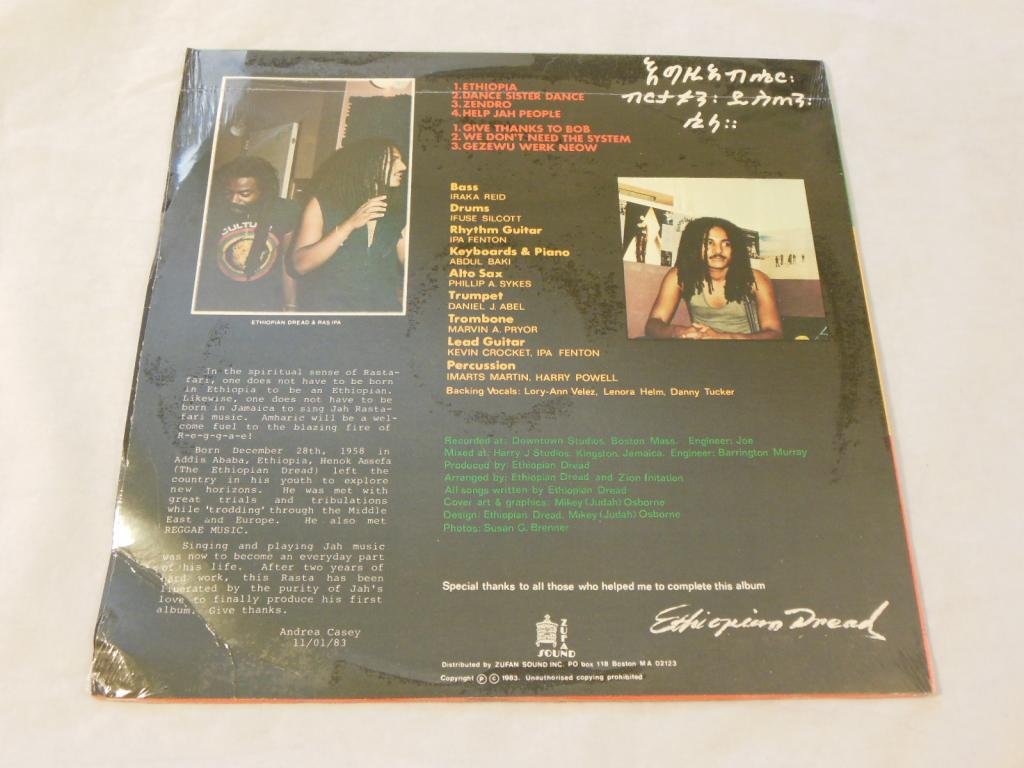 1. ETHIOPIA
2. DANCE SISTER DANCE
3. ZENDRO
4. HELP JAH PEOPLE
1. GIVE THANKS TO BOB
2. WE DON'T NEED THE SYSTEM
3. GEZEWU WERK NEOW
እግዚአብሔር፡
CULTU
ETHIOPIAN DREAD & RAS IPA
Bass
IRAKA REID
Drums
IFUSE SILCOTT
Rhythm Guitar
IPA FENTON
Keyboards & Piano
ABDUL BAKI
Alto Sax
PHILLIP A. SYKES
Trumpet
DANIEL J. ABEL
Trombone
MARVIN A. PRYOR
Lead Guitar
KEVIN CROCKET, IPA FENTON
Percussion
IMARTS MARTIN, HARRY POWELL
Backing Vocals: Lory-Ann Velez, Lenora Helm, Danny Tucker
In the spiritual sense of Rasta-
fari, one does not have to be born
in Ethiopia to be an Ethiopian.
Likewise, one does not have to be
born in Jamaica to sing Jah Rasta-
fari music. Amharic will be a wel-
come fuel to the blazing fire of
R-e-g-g-a-e!
Born December 28th, 1958 in
Addis Ababa, Ethiopia, Henok Assefa
(The Ethiopian Dread) left the
country in his youth to explore
new horizons. He was met with
great trials and tribulations
while 'trodding' through the Middle
East and Europe. He also met
REGGAE MUSIC.
Singing and playing Jah music
was now to become an everyday part
of his life. After two years of
hard work, this Rasta has been
liberated by the purity of Jah's
love to finally produce his first
album. Give thanks.
Andrea Casey
11/01/83
Recorded at: Downtown Studios, Boston Mass. Engineer: Joe
Mixed at: Harry J Studios, Kingston, Jamaica. Engineer: Barrington Murray
Produced by: Ethiopian Dread
Arranged by: Ethiopian Dread and Zion Initation
All songs written by Ethiopian Dread
Cover art & graphics: Mikey (Judah) Osborne
Design: Ethiopian Dread, Mikey (Judah) Osborne
Photos: Susan G. Brenner
Special thanks to all those who helped me to complete this album
Ethiopian Dread
ZUFA
SOUND
Distributed by ZUFAN SOUND INC. PO box 118 Boston MA 02123
Copyright Ⓟ © 1983. Unauthorised copying prohibited